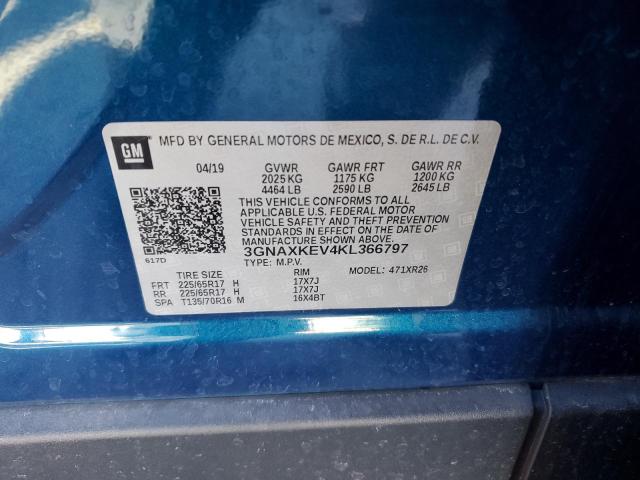 GM
MFD BY GENERAL MOTORS DE MEXICO, S. DE R.L. DE C.V.
04/19 GVWR GAWR FRT GAWR RR
2025 KG 1175 KG 1200 KG
4464 LB 2590 LB 2645 LB
THIS VEHICLE CONFORMS TO ALL
APPLICABLE U.S. FEDERAL MOTOR
VEHICLE SAFETY AND THEFT PREVENTION
STANDARDS IN EFFECT ON THE DATE OF
MANUFACTURE SHOWN ABOVE.
617D
3GNAXKEV4KL366797
TYPE: M.P.V. MODEL: 471XR26
TIRE SIZE RIM
FRT 225/65R17 H 17X7J
RR 225/65R17 H 17X7J
SPA T135/70R16 M 16X4BT